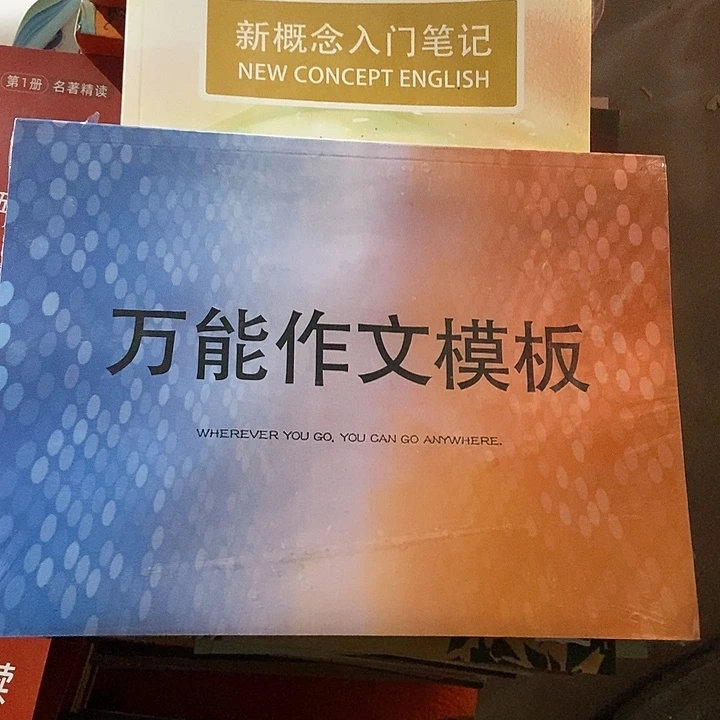 新概念入门笔记
NEW CONCEPT ENGLISH
第1册 名著精读
万能作文模板
WHEREVER YOU GO, YOU CAN GO ANYWHERE.
读